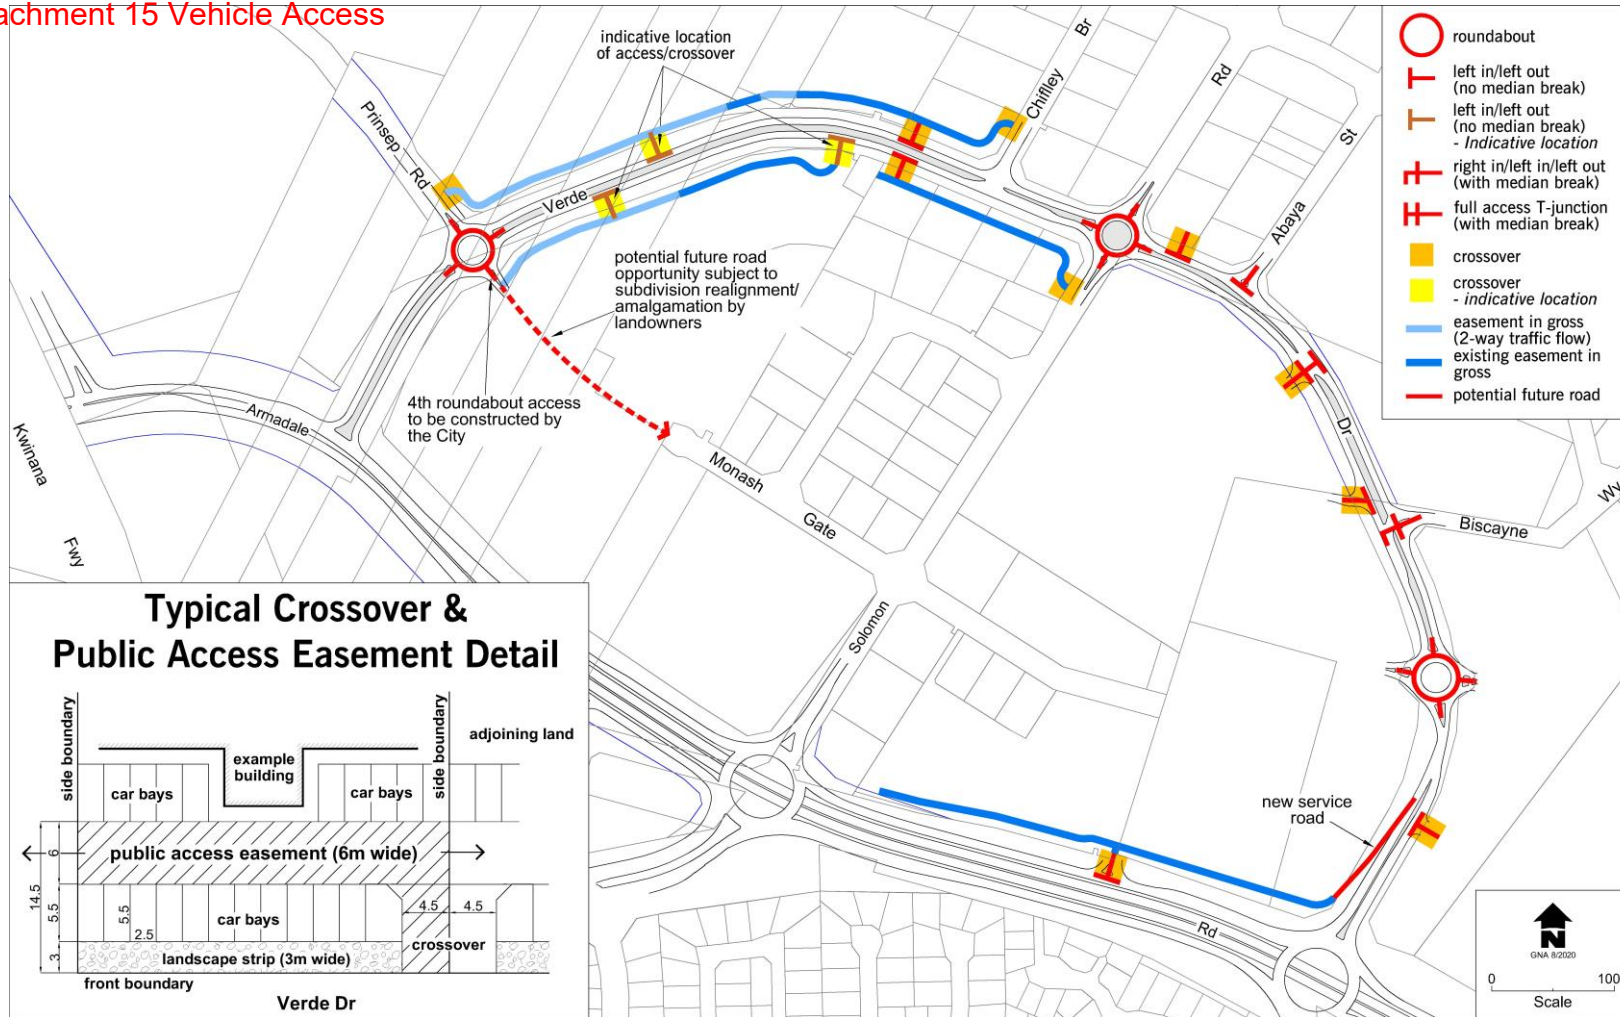 achment 15 Vehicle Access
indicative location
of access/crossover
Prinsep
Rd
Verde
Chiflley
Br
Rd
Abaya
St
potential future road
opportunity subject to
subdivision realignment/
amalgamation by
landowners
4th roundabout access
to be constructed by
the City
Armadale
Kwinana
Fwy
Monash
Gate
Solomon
Dr
Biscayne
Wy
new service
road
Rd
roundabout
left in/left out
(no median break)
left in/left out
(no median break)
- Indicative location
right in/left in/left out
(with median break)
full access T-junction
(with median break)
crossover
crossover
- indicative location
easement in gross
(2-way traffic flow)
existing easement in
gross
potential future road
Typical Crossover &
Public Access Easement Detail
side boundary
side boundary
adjoining land
example
building
car bays
car bays
public access easement (6m wide)
6
14.5
5.5
5.5
2.5
car bays
4.5
4.5
crossover
3
landscape strip (3m wide)
front boundary
Verde Dr
N
GNA 8/2020
0
100
Scale